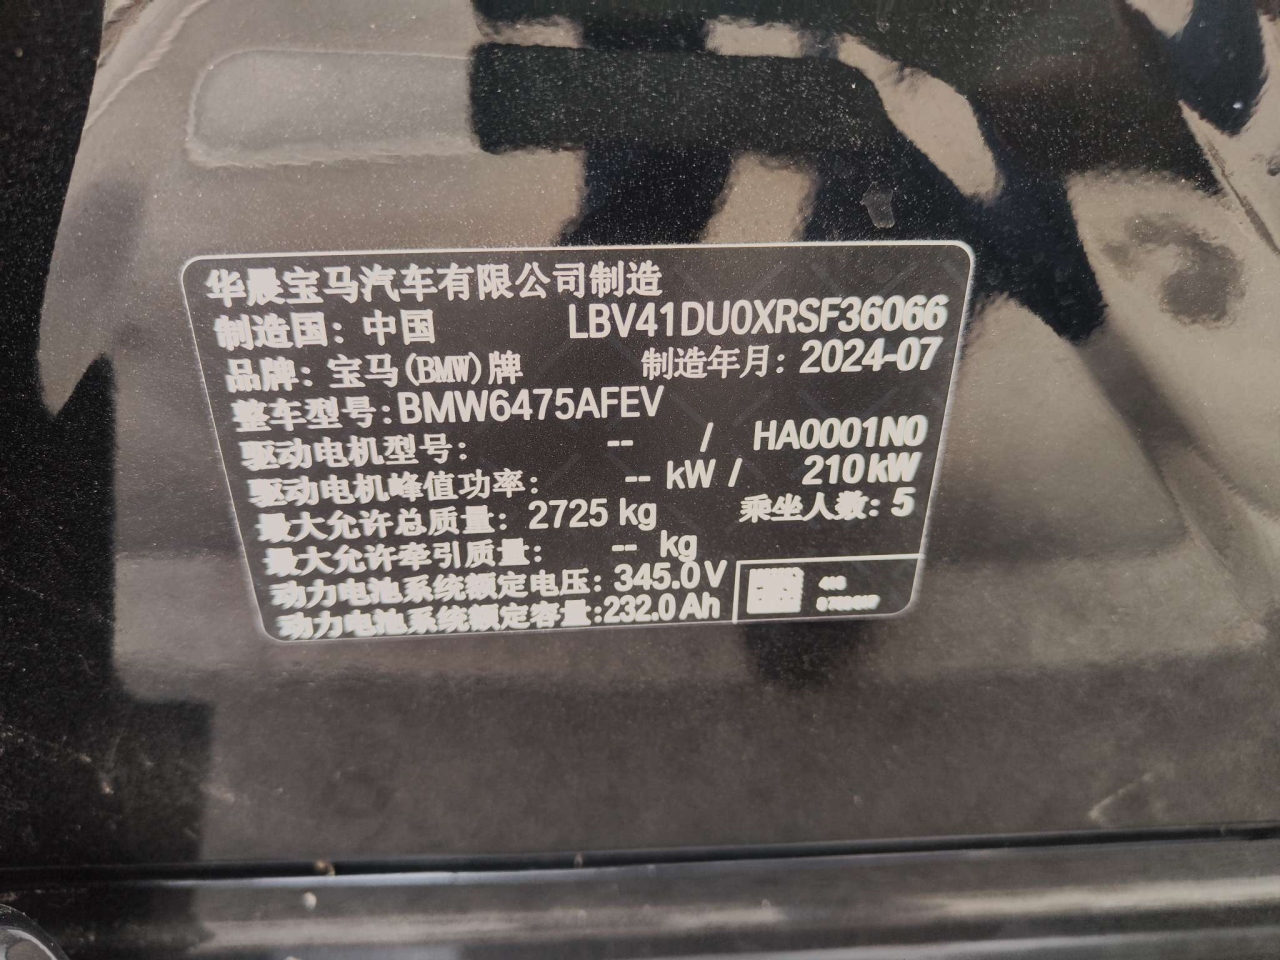 华晨宝马汽车有限公司制造
制造国: 中国 LBV41DU0XRSF36066
品牌: 宝马(BMW)牌 制造年月: 2024-07
整车型号:BMW6475AFEV
驱动电机型号: -- / HA0001N0
驱动电机峰值功率: -- kW / 210 kW
最大允许总质量: 2725 kg 乘坐人数: 5
最大允许牵引质量: -- kg
动力电池系统额定电压: 345.0 V
动力电池系统额定容量:232.0 Ah